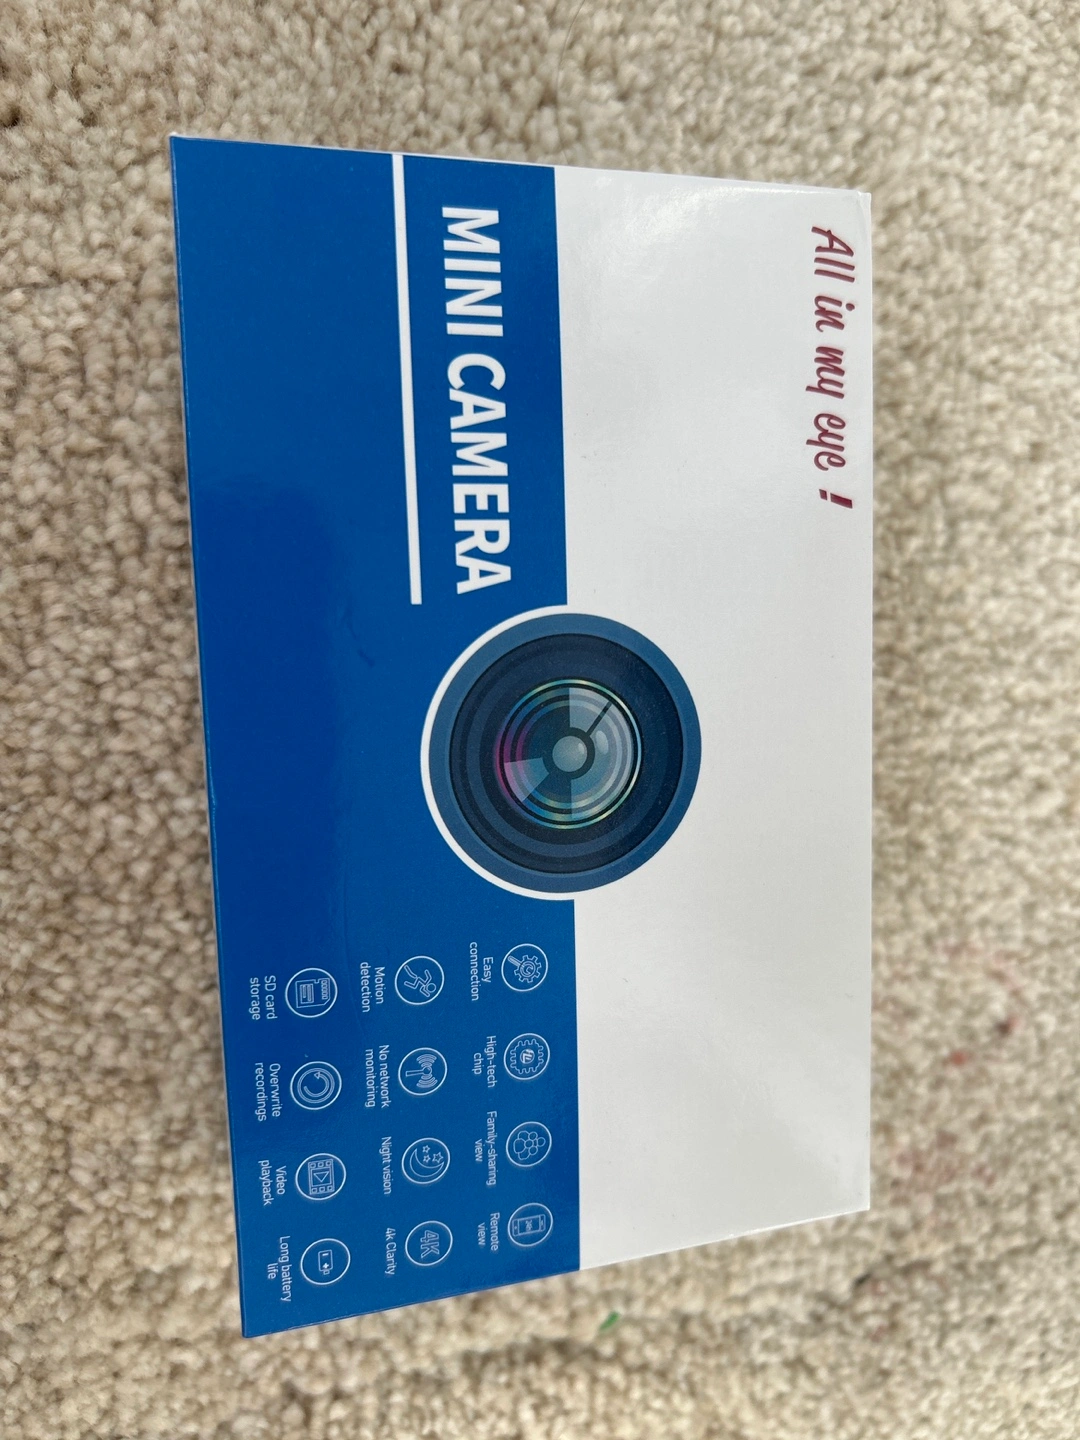 All in my eye !
MINI CAMERA
Easy
connection
High-tech
chip
Family-sharing
view
Remote
view
Motion
detection
No network
monitoring
Night vision
4K
4k Clarity
SD card
storage
Overwrite
recordings
Video
playback
Long battery
life